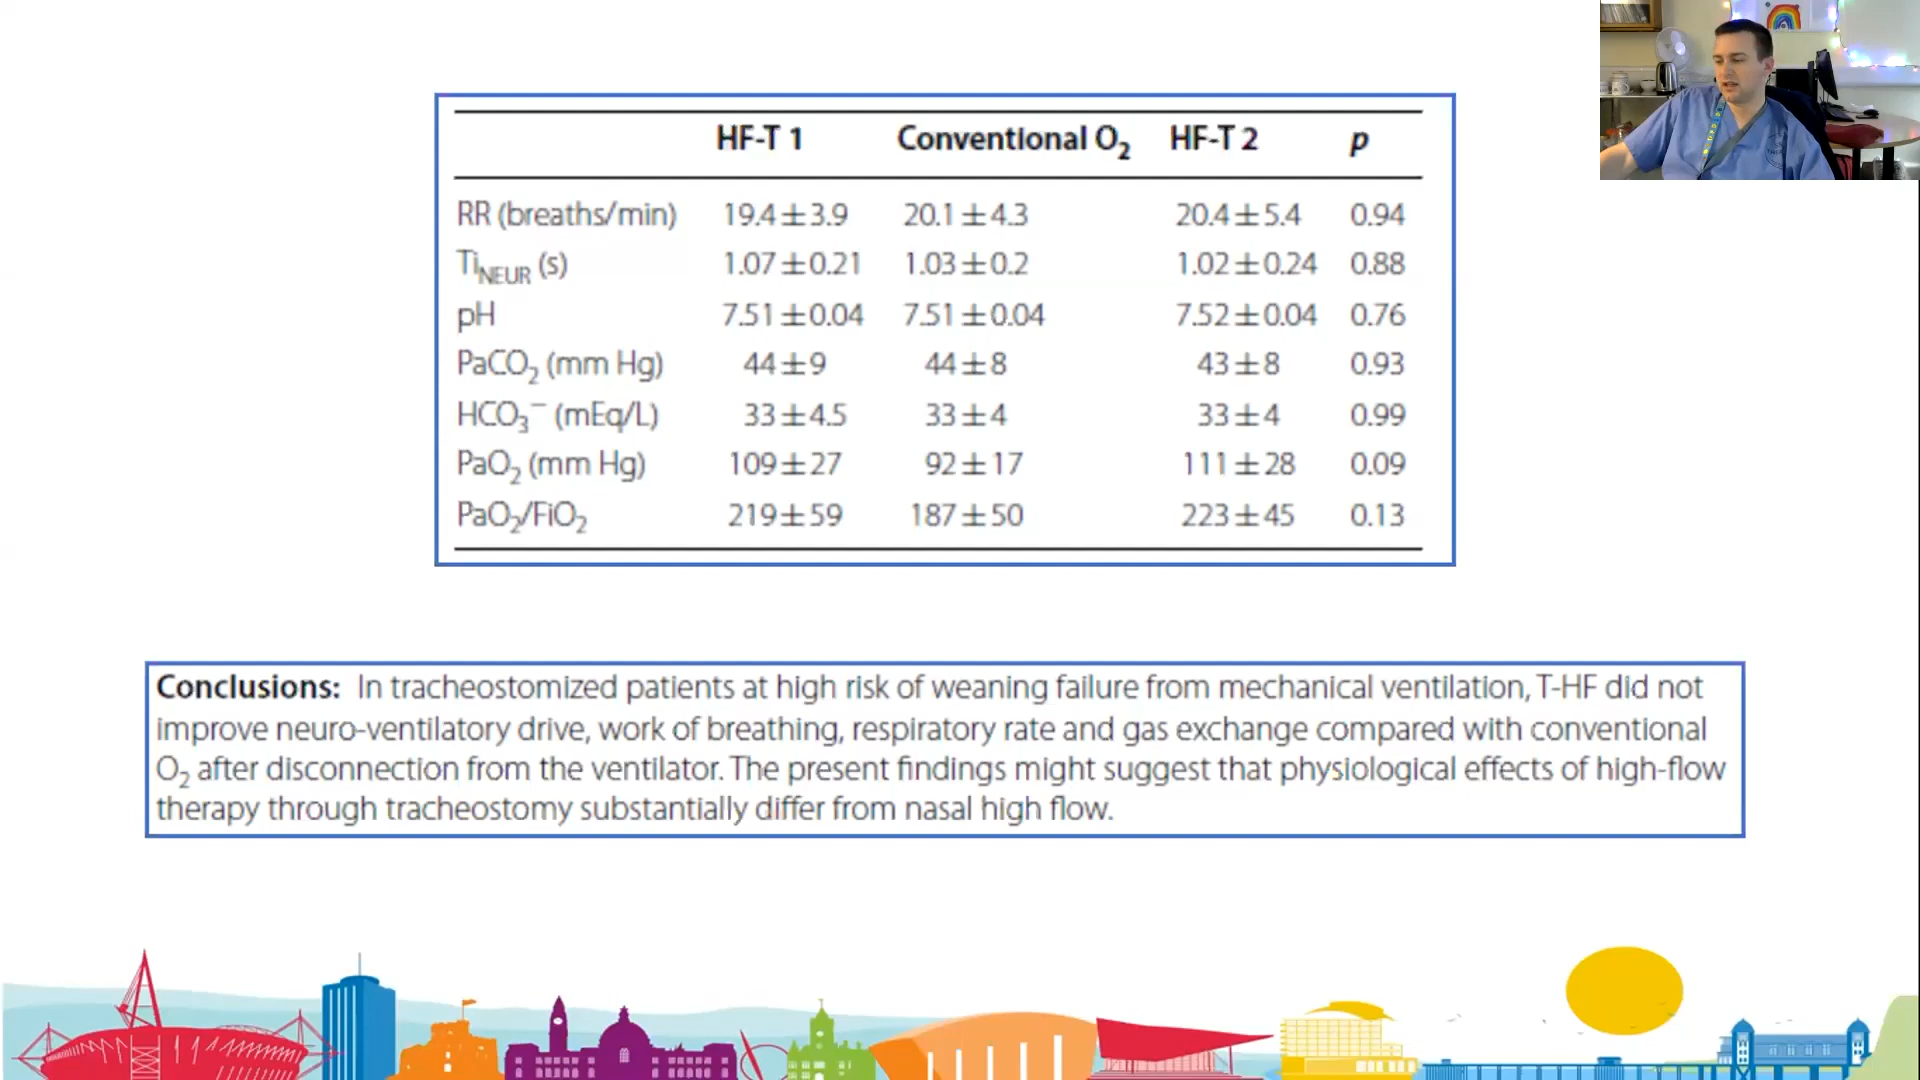 HF-T 1 Conventional O₂ HF-T 2 p
RR (breaths/min) 19.4±3.9 20.1±4.3 20.4±5.4 0.94
TiNEUR (s) 1.07±0.21 1.03±0.2 1.02±0.24 0.88
pH 7.51±0.04 7.51±0.04 7.52±0.04 0.76
PaCO₂ (mm Hg) 44±9 44±8 43±8 0.93
HCO₃⁻ (mEq/L) 33±4.5 33±4 33±4 0.99
PaO₂ (mm Hg) 109±27 92±17 111±28 0.09
PaO₂/FiO₂ 219±59 187±50 223±45 0.13
Conclusions: In tracheostomized patients at high risk of weaning failure from mechanical ventilation, T-HF did not
improve neuro-ventilatory drive, work of breathing, respiratory rate and gas exchange compared with conventional
O₂ after disconnection from the ventilator. The present findings might suggest that physiological effects of high-flow
therapy through tracheostomy substantially differ from nasal high flow.